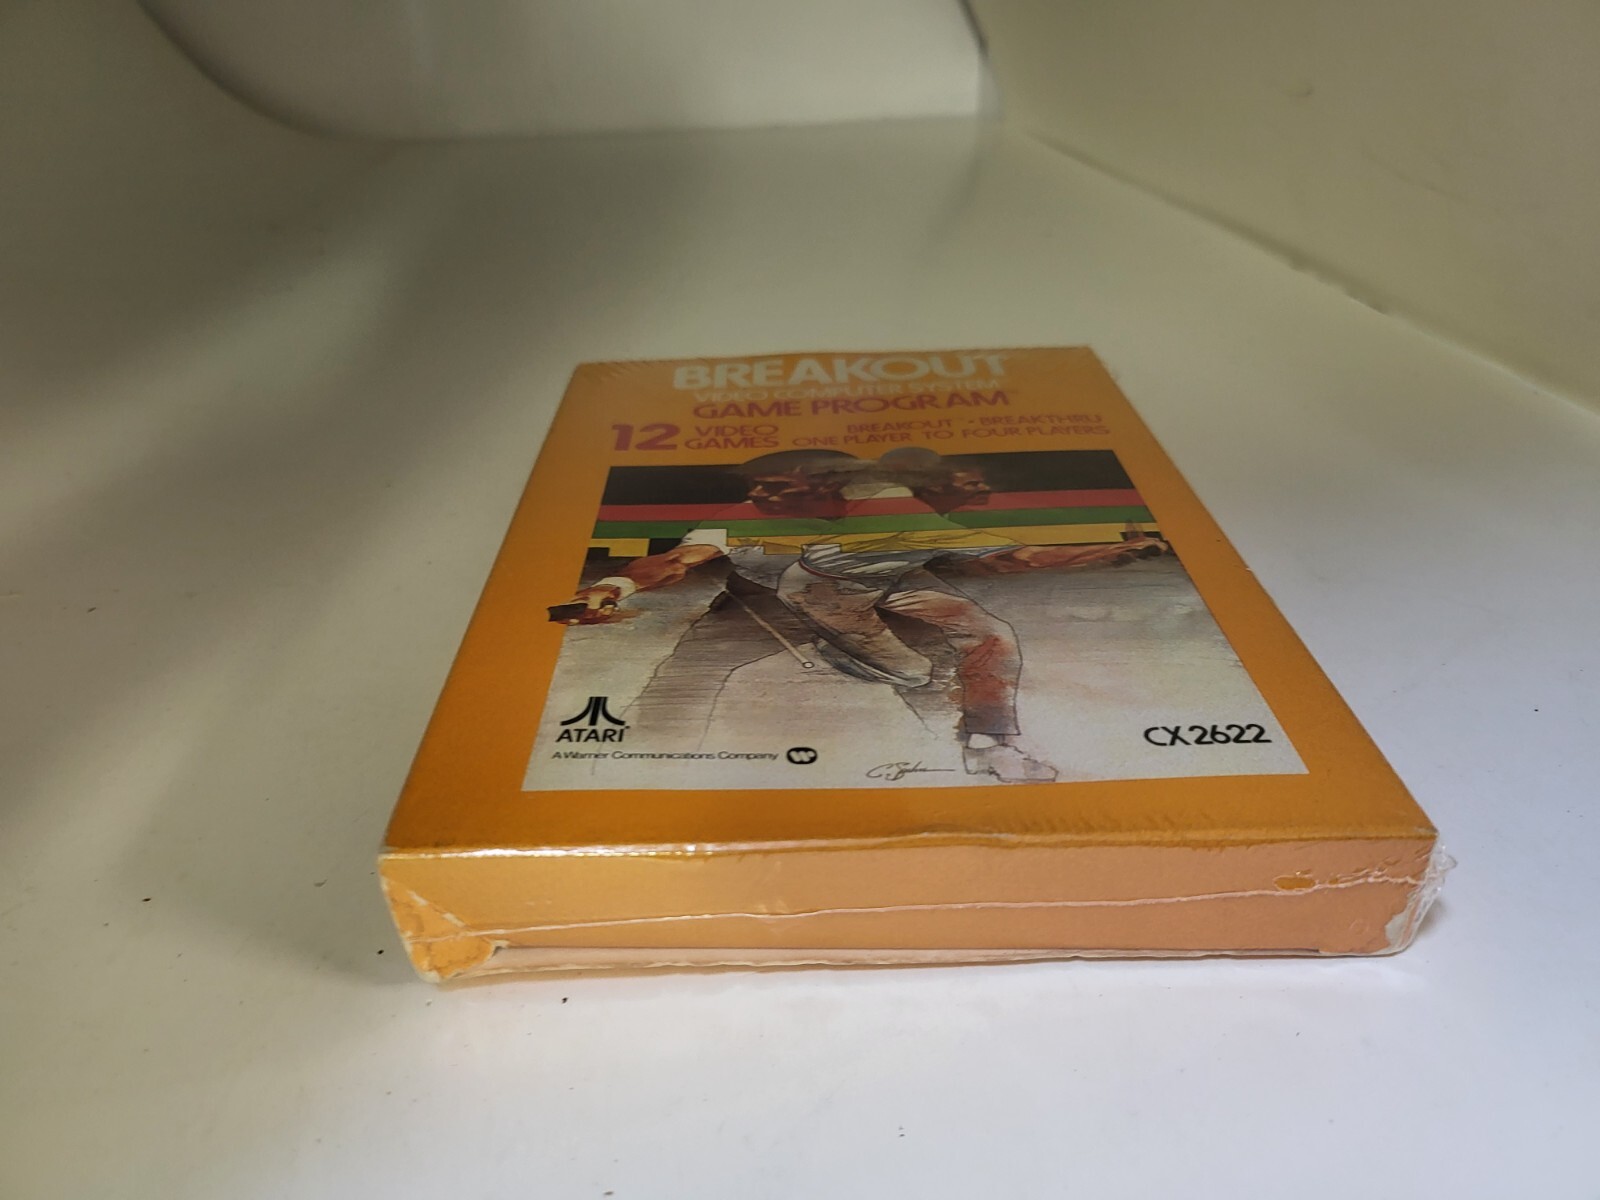 BREAKOUT
VIDEO COMPUTER SYSTEM
GAME PROGRAM™
12 VIDEO GAMES
BREAKOUT • BREAKTHRU
ONE PLAYER TO FOUR PLAYERS
ATARI
A Warner Communications Company
CX2622